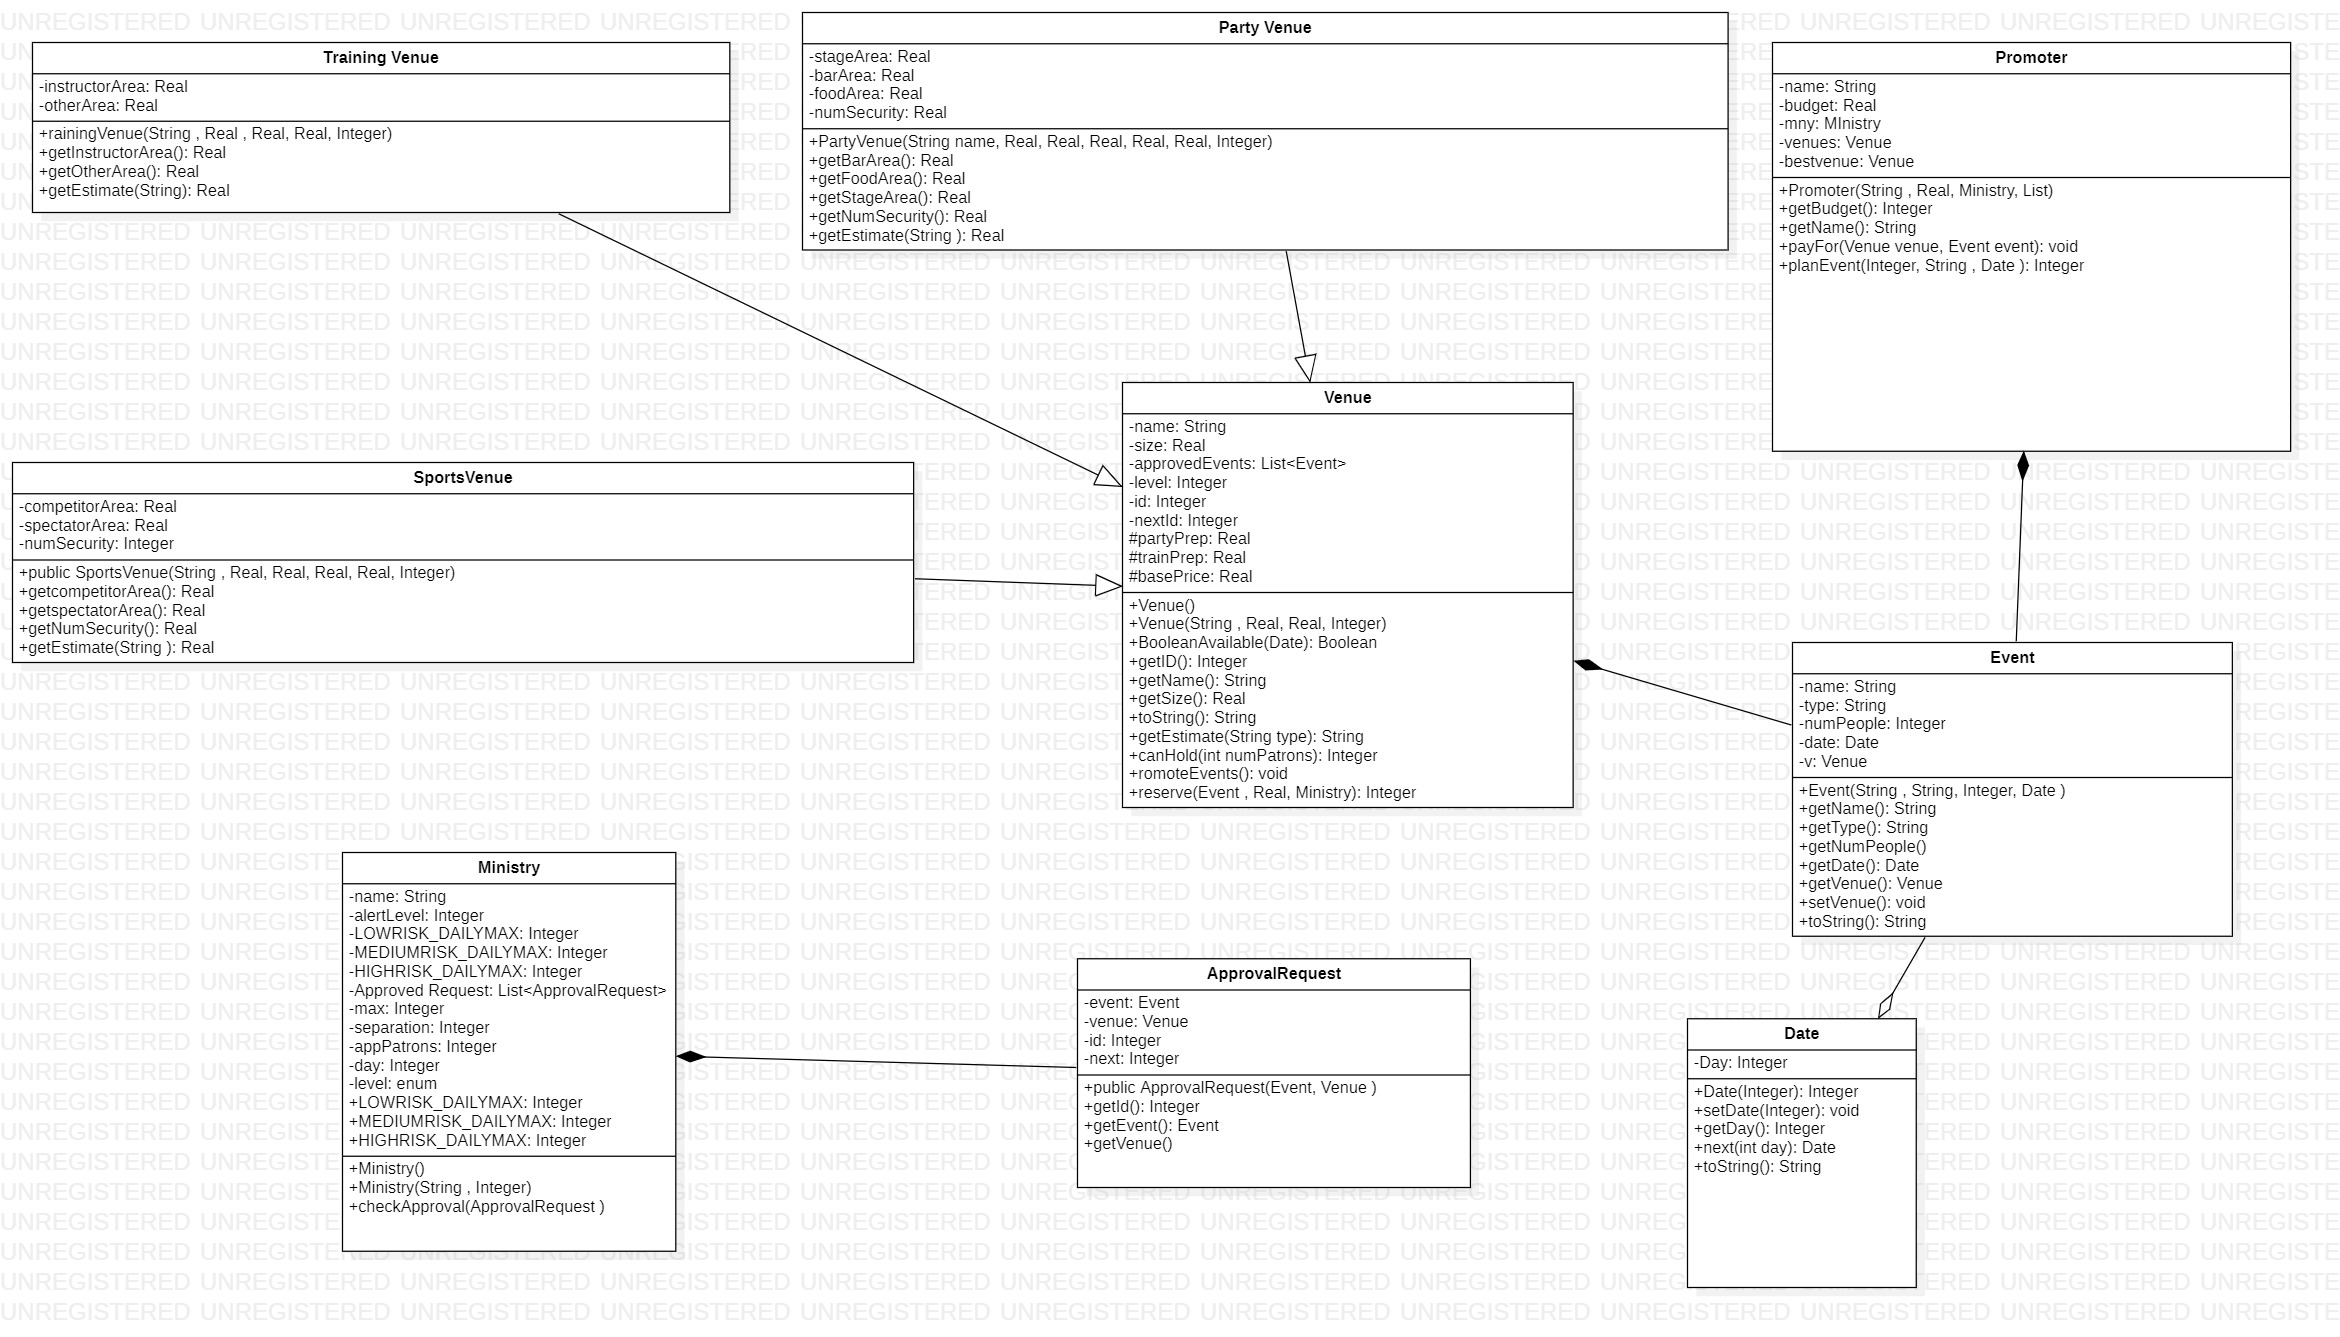 Training Venue
-instructorArea: Real
-otherArea: Real
+rainingVenue(String , Real , Real, Real, Integer)
+getInstructorArea(): Real
+getOtherArea(): Real
+getEstimate(String): Real
Party Venue
-stageArea: Real
-barArea: Real
-foodArea: Real
-numSecurity: Real
+PartyVenue(String name, Real, Real, Real, Real, Real, Integer)
+getBarArea(): Real
+getFoodArea(): Real
+getStageArea(): Real
+getNumSecurity(): Real
+getEstimate(String ): Real
Promoter
-name: String
-budget: Real
-mny: MInistry
-venues: Venue
-bestvenue: Venue
+Promoter(String , Real, Ministry, List)
+getBudget(): Integer
+getName(): String
+payFor(Venue venue, Event event): void
+planEvent(Integer, String , Date ): Integer
SportsVenue
-competitorArea: Real
-spectatorArea: Real
-numSecurity: Integer
+public SportsVenue(String , Real, Real, Real, Real, Integer)
+getcompetitorArea(): Real
+getspectatorArea(): Real
+getNumSecurity(): Real
+getEstimate(String ): Real
Venue
-name: String
-size: Real
-approvedEvents: List<Event>
-level: Integer
-id: Integer
-nextId: Integer
#partyPrep: Real
#trainPrep: Real
#basePrice: Real
+Venue()
+Venue(String , Real, Real, Integer)
+BooleanAvailable(Date): Boolean
+getID(): Integer
+getName(): String
+getSize(): Real
+toString(): String
+getEstimate(String type): String
+canHold(int numPatrons): Integer
+romoteEvents(): void
+reserve(Event , Real, Ministry): Integer
Event
-name: String
-type: String
-numPeople: Integer
-date: Date
-v: Venue
+Event(String , String, Integer, Date )
+getName(): String
+getType(): String
+getNumPeople()
+getDate(): Date
+getVenue(): Venue
+setVenue(): void
+toString(): String
Ministry
-name: String
-alertLevel: Integer
-LOWRISK_DAILYMAX: Integer
-MEDIUMRISK_DAILYMAX: Integer
-HIGHRISK_DAILYMAX: Integer
-Approved Request: List<ApprovalRequest>
-max: Integer
-separation: Integer
-appPatrons: Integer
-day: Integer
-level: enum
+LOWRISK_DAILYMAX: Integer
+MEDIUMRISK_DAILYMAX: Integer
+HIGHRISK_DAILYMAX: Integer
+Ministry()
+Ministry(String , Integer)
+checkApproval(ApprovalRequest )
ApprovalRequest
-event: Event
-venue: Venue
-id: Integer
-next: Integer
+public ApprovalRequest(Event, Venue )
+getId(): Integer
+getEvent(): Event
+getVenue()
Date
-Day: Integer
+Date(Integer): Integer
+setDate(Integer): void
+getDay(): Integer
+next(int day): Date
+toString(): String
UNREGISTERED